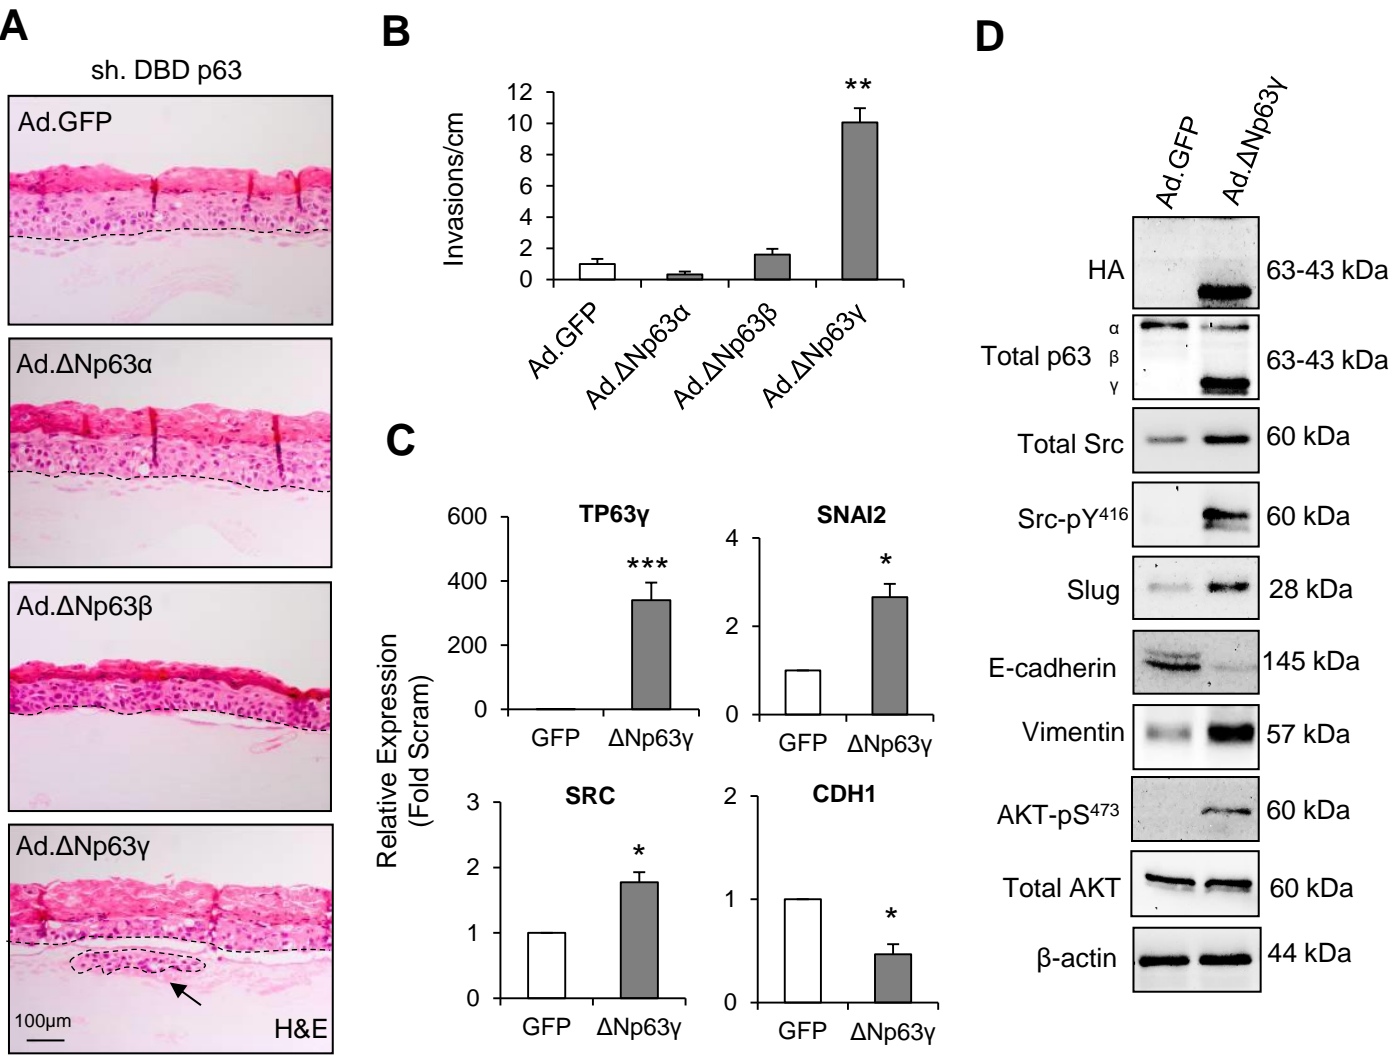 A
sh. DBD p63
Ad.GFP
Ad.ΔNp63α
Ad.ΔNp63β
Ad.ΔNp63γ
100µm
H&E
B
Invasions/cm
12
10
8
6
4
2
0
**
Ad.GFP
Ad.ΔNp63α
Ad.ΔNp63β
Ad.ΔNp63γ
C
Relative Expression
(Fold Scram)
TP63γ
600
400
200
0
***
GFP ΔNp63γ
SNAI2
4
2
0
*
GFP ΔNp63γ
SRC
3
2
1
0
*
GFP ΔNp63γ
CDH1
2
1
0
*
GFP ΔNp63γ
D
Ad.GFP
Ad.ΔNp63γ
HA 63-43 kDa
Total p63 α β γ 63-43 kDa
Total Src 60 kDa
Src-pY416 60 kDa
Slug 28 kDa
E-cadherin 145 kDa
Vimentin 57 kDa
AKT-pS473 60 kDa
Total AKT 60 kDa
β-actin 44 kDa